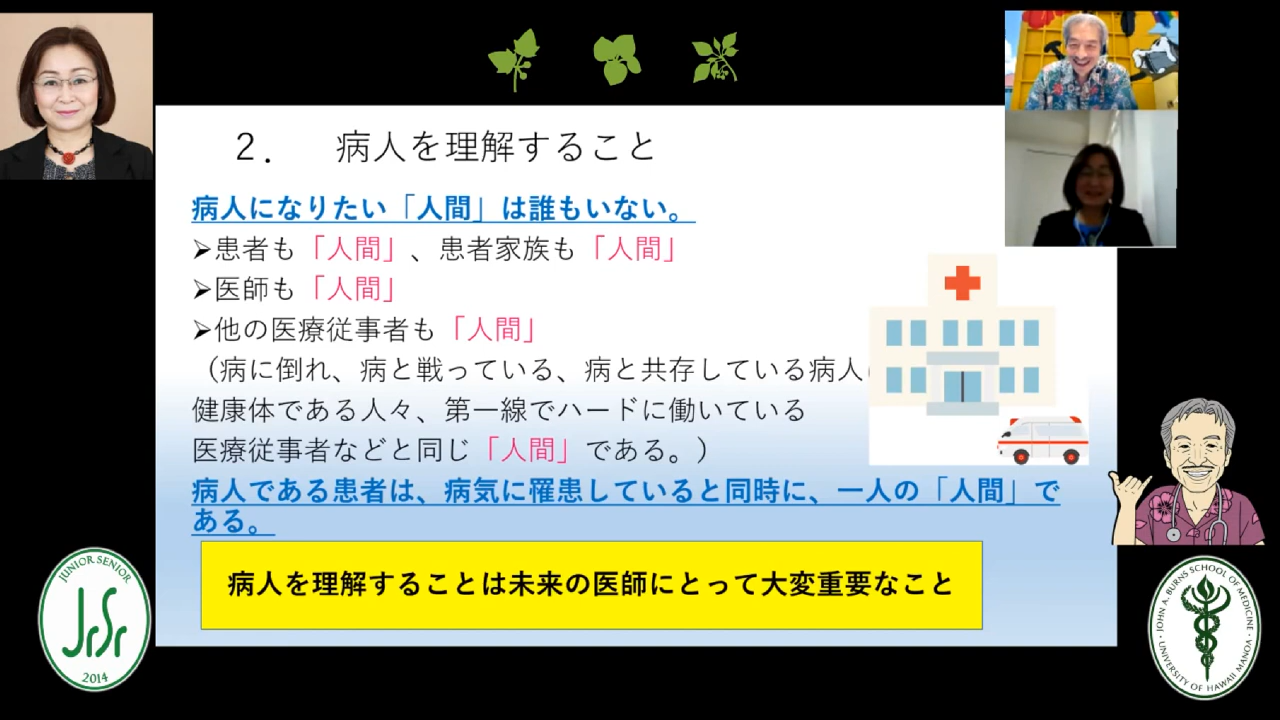 2.　病人を理解すること
病人になりたい「人間」は誰もいない。
➢患者も「人間」、患者家族も「人間」
➢医師も「人間」
➢他の医療従事者も「人間」
（病に倒れ、病と戦っている、病と共存している病人
健康体である人々、第一線でハードに働いている
医療従事者などと同じ「人間」である。）
病人である患者は、病気に罹患していると同時に、一人の「人間」で
ある。
病人を理解することは未来の医師にとって大変重要なこと
JUNIOR SENIOR
JrSr
2014
JOHN A. BURNS SCHOOL OF MEDICINE
UNIVERSITY OF HAWAII MANOA